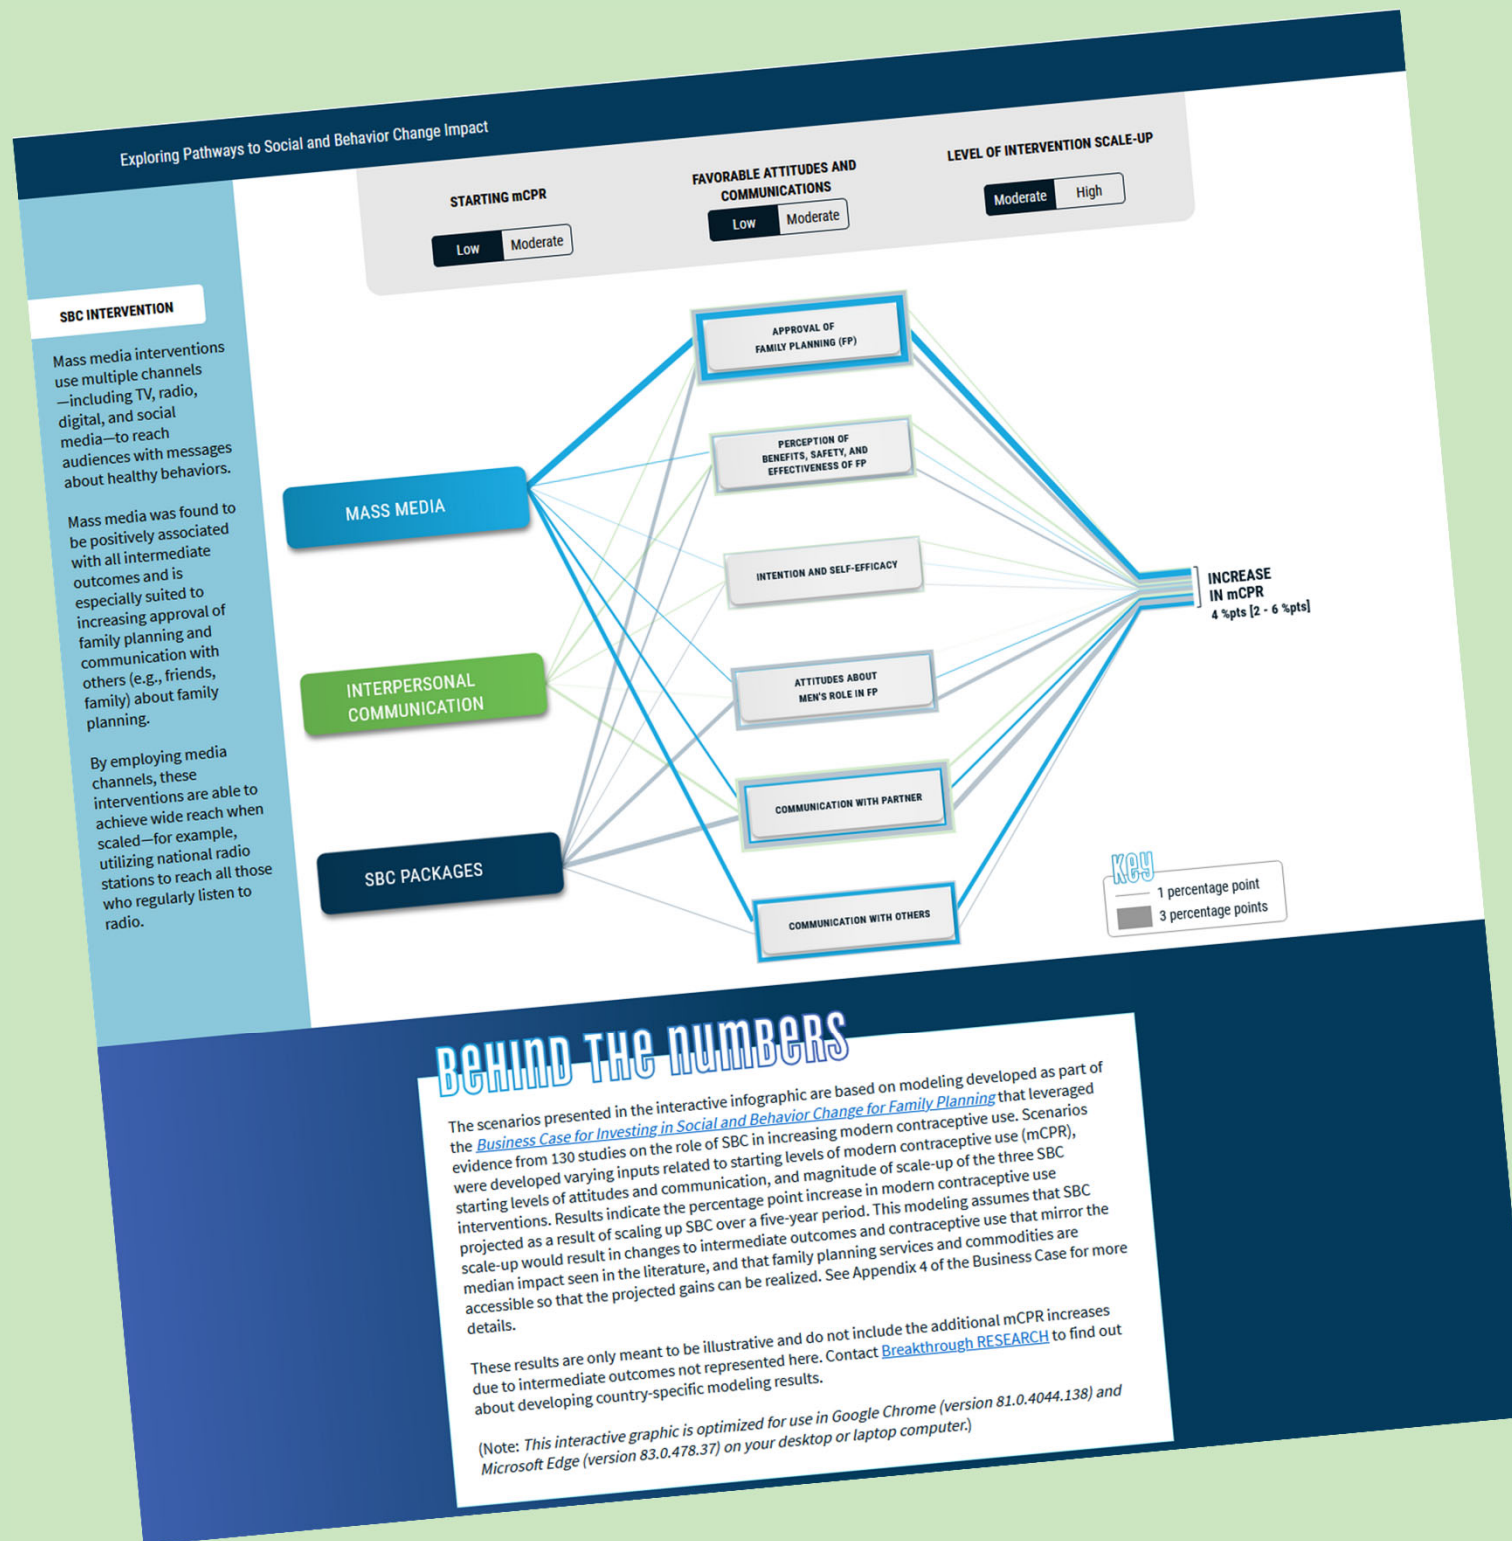 Exploring Pathways to Social and Behavior Change Impact
STARTING mCPR
Low
Moderate
FAVORABLE ATTITUDES AND
COMMUNICATIONS
Low
Moderate
LEVEL OF INTERVENTION SCALE-UP
Moderate
High
SBC INTERVENTION
Mass media interventions
use multiple channels
—including TV, radio,
digital, and social
media—to reach
audiences with messages
about healthy behaviors.
Mass media was found to
be positively associated
with all intermediate
outcomes and is
especially suited to
increasing approval of
family planning and
communication with
others (e.g., friends,
family) about family
planning.
By employing media
channels, these
interventions are able to
achieve wide reach when
scaled—for example,
utilizing national radio
stations to reach all those
who regularly listen to
radio.
MASS MEDIA
INTERPERSONAL
COMMUNICATION
SBC PACKAGES
APPROVAL OF
FAMILY PLANNING (FP)
PERCEPTION OF
BENEFITS, SAFETY, AND
EFFECTIVENESS OF FP
INTENTION AND SELF-EFFICACY
ATTITUDES ABOUT
MEN'S ROLE IN FP
COMMUNICATION WITH PARTNER
COMMUNICATION WITH OTHERS
INCREASE
IN mCPR
4 %pts [2 - 6 %pts]
Key
1 percentage point
3 percentage points
BEHIND THE NUMBERS
The scenarios presented in the interactive infographic are based on modeling developed as part of
the Business Case for Investing in Social and Behavior Change for Family Planning that leveraged
evidence from 130 studies on the role of SBC in increasing modern contraceptive use. Scenarios
were developed varying inputs related to starting levels of modern contraceptive use (mCPR),
starting levels of attitudes and communication, and magnitude of scale-up of the three SBC
interventions. Results indicate the percentage point increase in modern contraceptive use
projected as a result of scaling up SBC over a five-year period. This modeling assumes that SBC
scale-up would result in changes to intermediate outcomes and contraceptive use that mirror the
median impact seen in the literature, and that family planning services and commodities are
accessible so that the projected gains can be realized. See Appendix 4 of the Business Case for more
details.
These results are only meant to be illustrative and do not include the additional mCPR increases
due to intermediate outcomes not represented here. Contact Breakthrough RESEARCH to find out
about developing country-specific modeling results.
(Note: This interactive graphic is optimized for use in Google Chrome (version 81.0.4044.138) and
Microsoft Edge (version 83.0.478.37) on your desktop or laptop computer.)